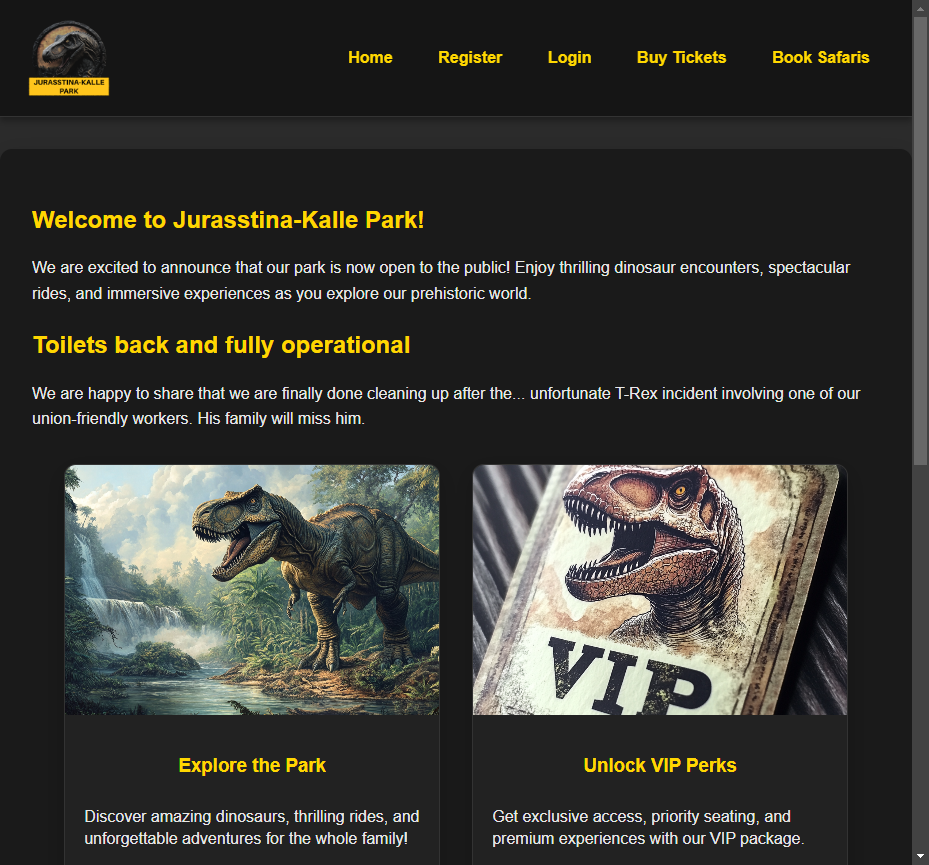 JURASSTINA-KALLE
PARK
Home Register Login Buy Tickets Book Safaris
Welcome to Jurasstina-Kalle Park!
We are excited to announce that our park is now open to the public! Enjoy thrilling dinosaur encounters, spectacular
rides, and immersive experiences as you explore our prehistoric world.
Toilets back and fully operational
We are happy to share that we are finally done cleaning up after the... unfortunate T-Rex incident involving one of our
union-friendly workers. His family will miss him.
VIP
Explore the Park
Discover amazing dinosaurs, thrilling rides, and
unforgettable adventures for the whole family!
Unlock VIP Perks
Get exclusive access, priority seating, and
premium experiences with our VIP package.